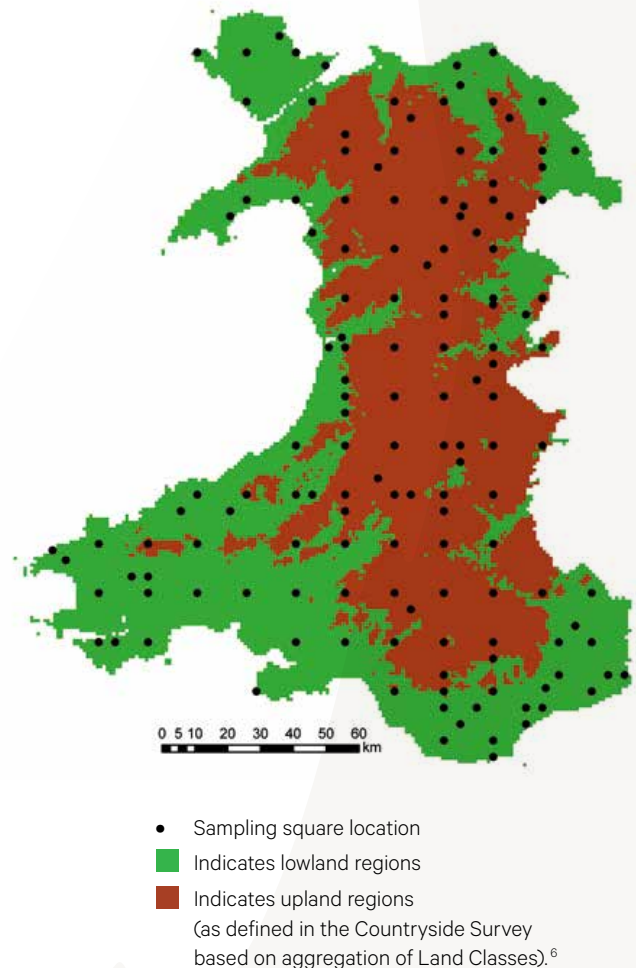 0 5 10 20 30 40 50 60
km
Sampling square location
Indicates lowland regions
Indicates upland regions
(as defined in the Countryside Survey
based on aggregation of Land Classes).⁶